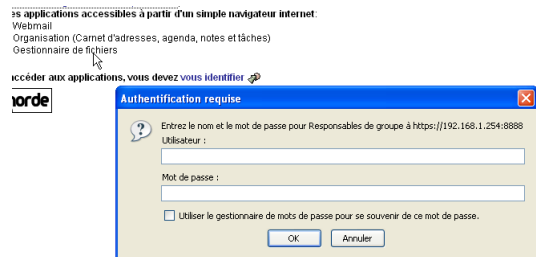 es applications accessibles à partir d'un simple navigateur internet:
Webmail
Organisation (Carnet d'adresses, agenda, notes et tâches)
Gestionnaire de fichiers
accéder aux applications, vous devez vous identifier
horde
Authentification requise
Entrez le nom et le mot de passe pour Responsables de groupe à https://192.168.1.254:8888
Utilisateur :
Mot de passe :
Utiliser le gestionnaire de mots de passe pour se souvenir de ce mot de passe.
OK Annuler